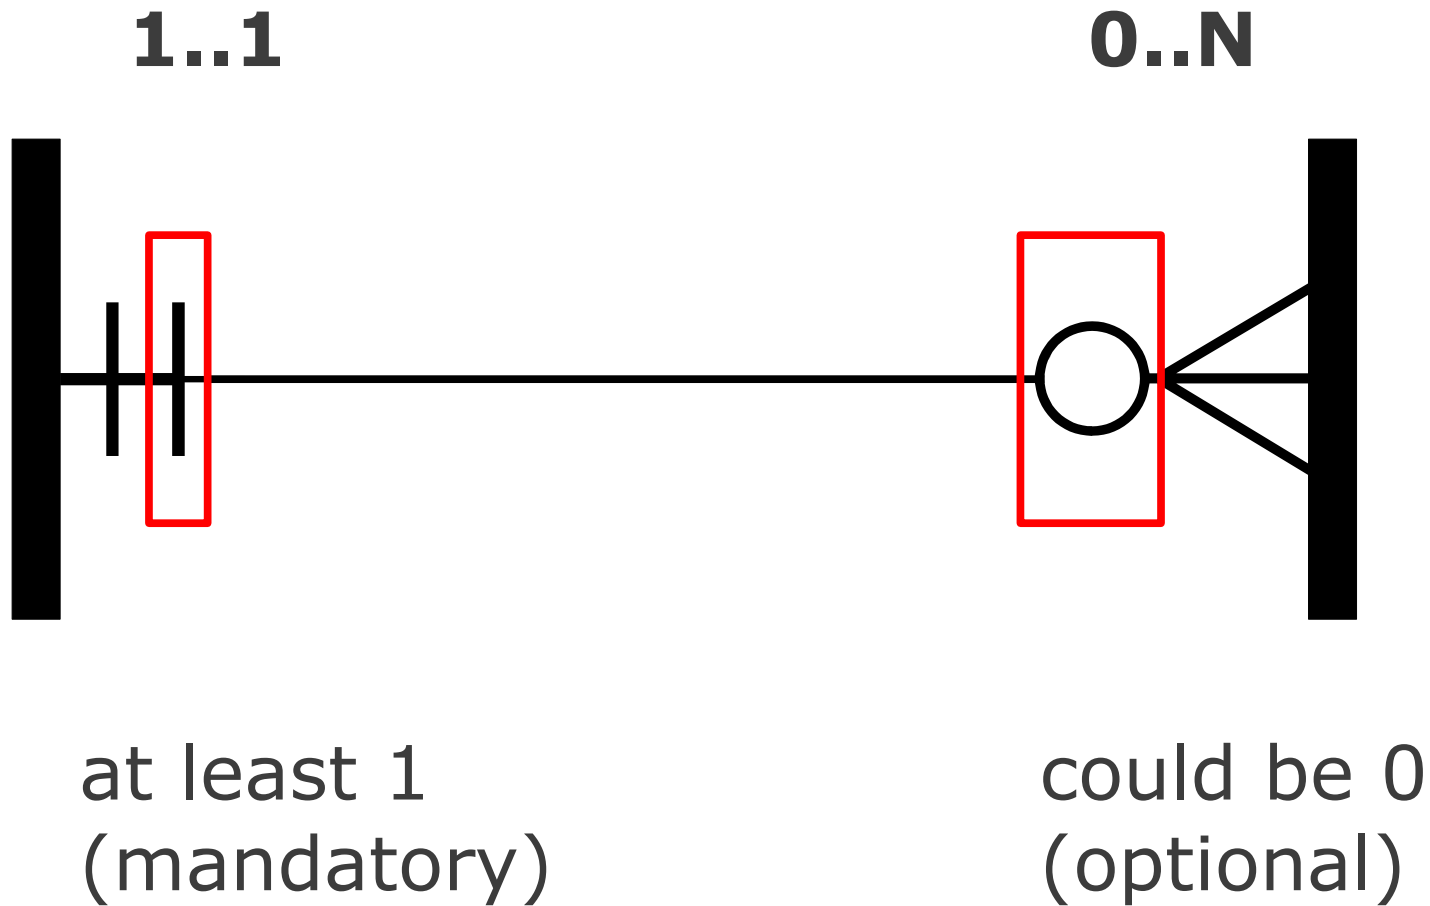 1..1
0..N
at least 1
(mandatory)
could be 0
(optional)